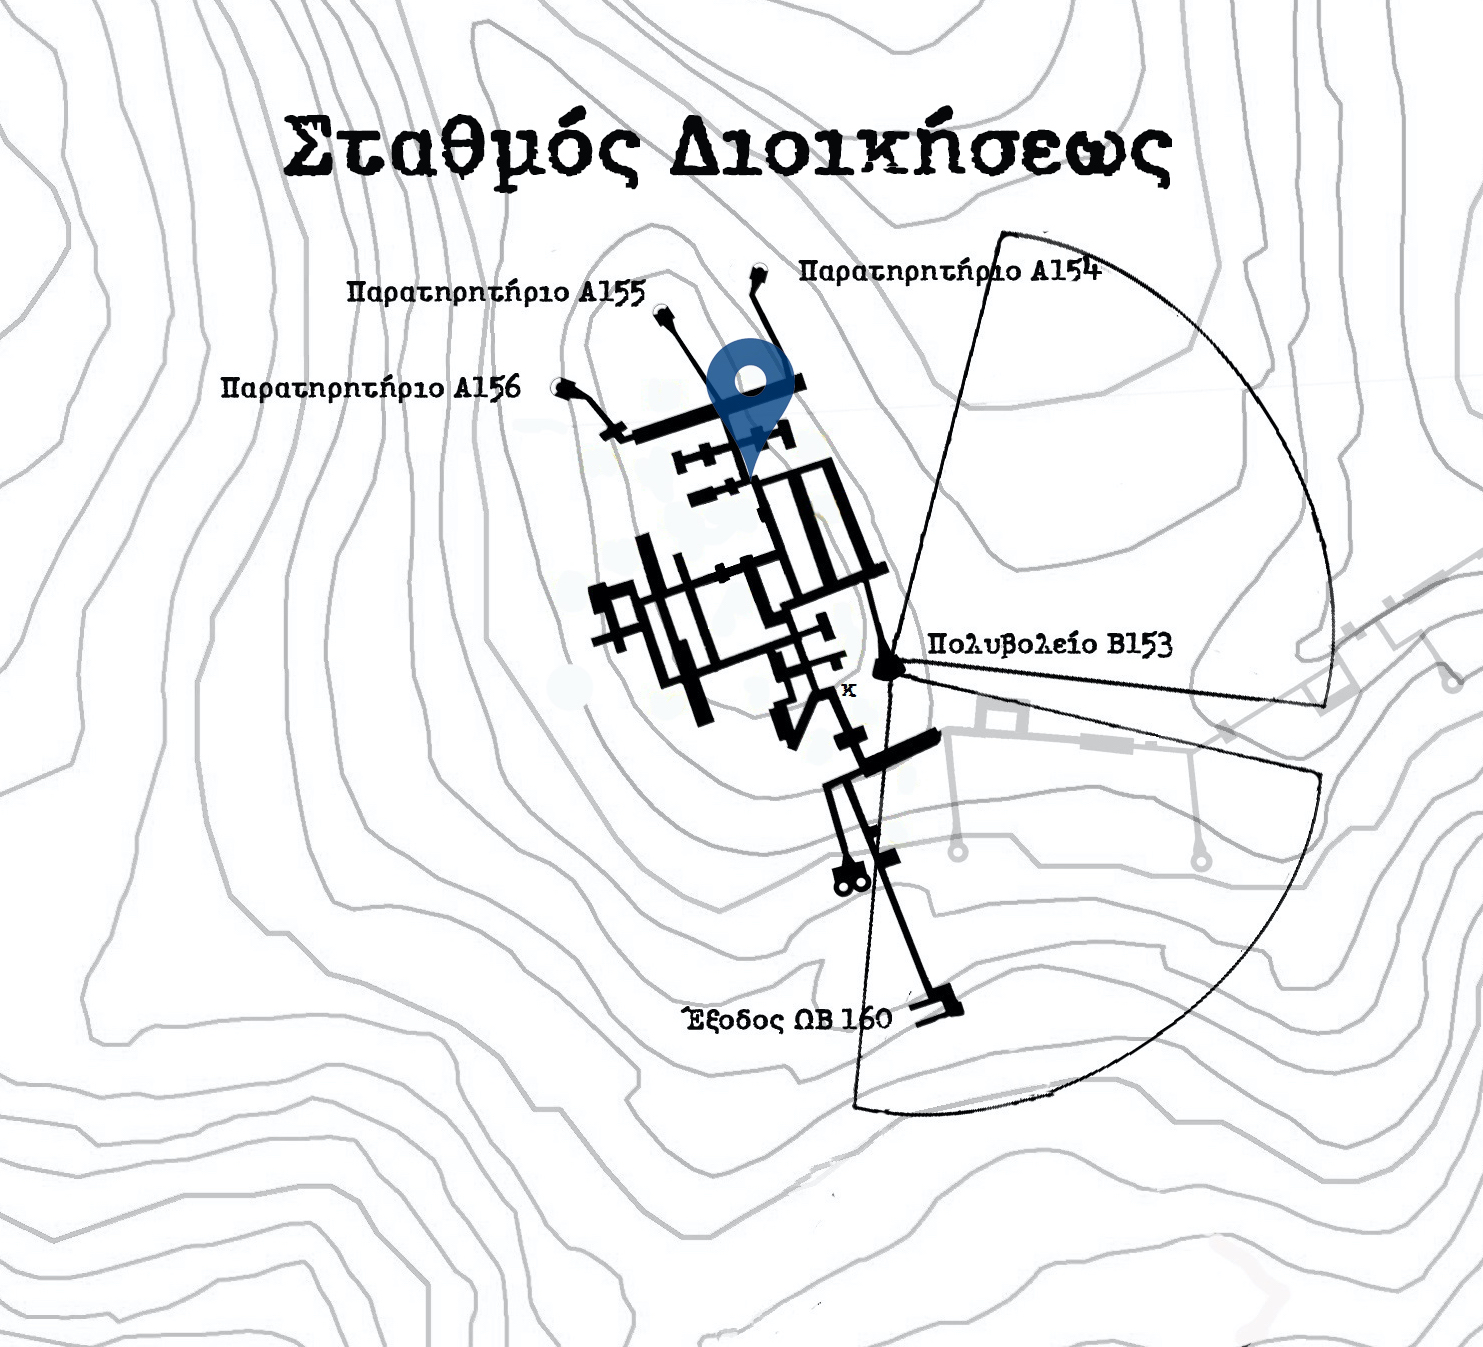 Σταθμός Διοικήσεως
Παρατηρητήριο Α154
Παρατηρητήριο Α155
Παρατηρητήριο Α156
Πολυβολείο Β153
κ
Έξοδος ΩΒ 160